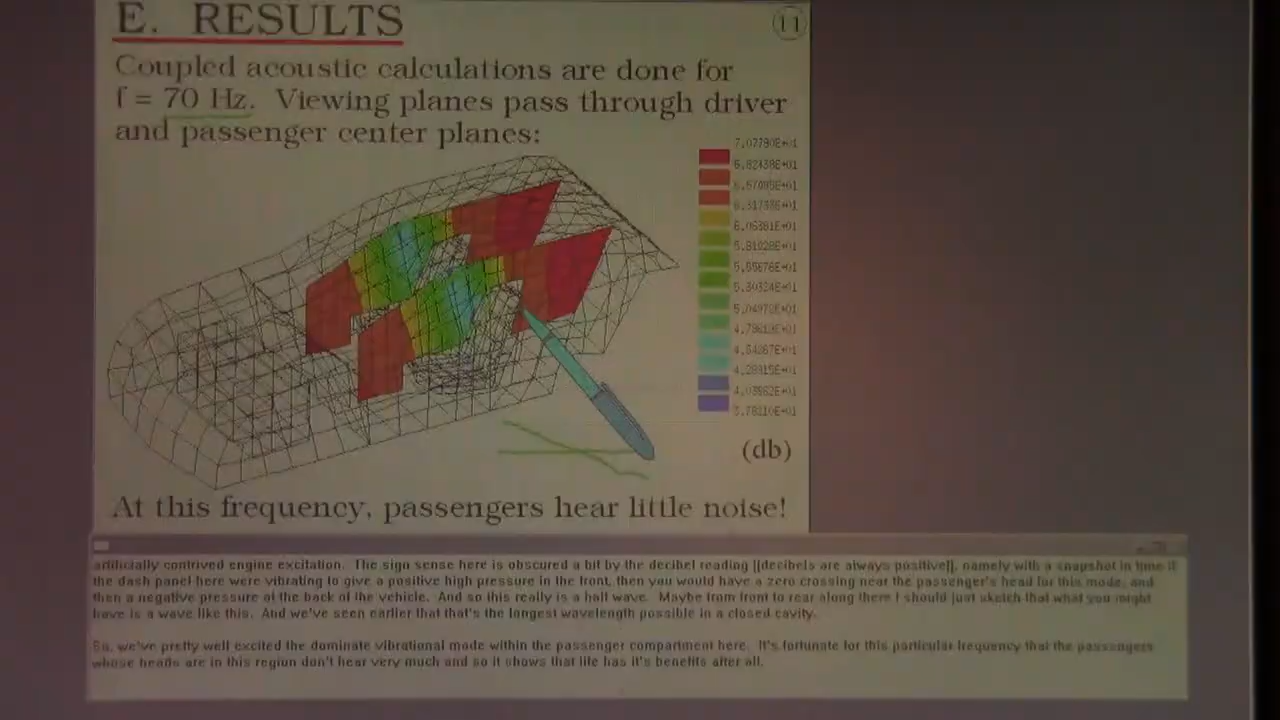 E. RESULTS
11
Coupled acoustic calculations are done for
f = 70 Hz. Viewing planes pass through driver
and passenger center planes:
(db)
At this frequency, passengers hear little noise!
artificially contrived engine excitation. The sign sense here is obscured a bit by the decibel reading [[decibels are always positive]], namely with a snapshot in time if
the dash panel here were vibrating to give a positive high pressure in the front, then you would have a zero crossing near the passenger's head for this mode, and
then a negative pressure at the back of the vehicle. And so this really is a half wave. Maybe from front to rear along there I should just sketch that what you might
have is a wave like this. And we've seen earlier that that's the longest wavelength possible in a closed cavity.
So, we've pretty well excited the dominate vibrational mode within the passenger compartment here. It's fortunate for this particular frequency that the passengers
whose heads are in this region don't hear very much and so it shows that life has it's benefits after all.